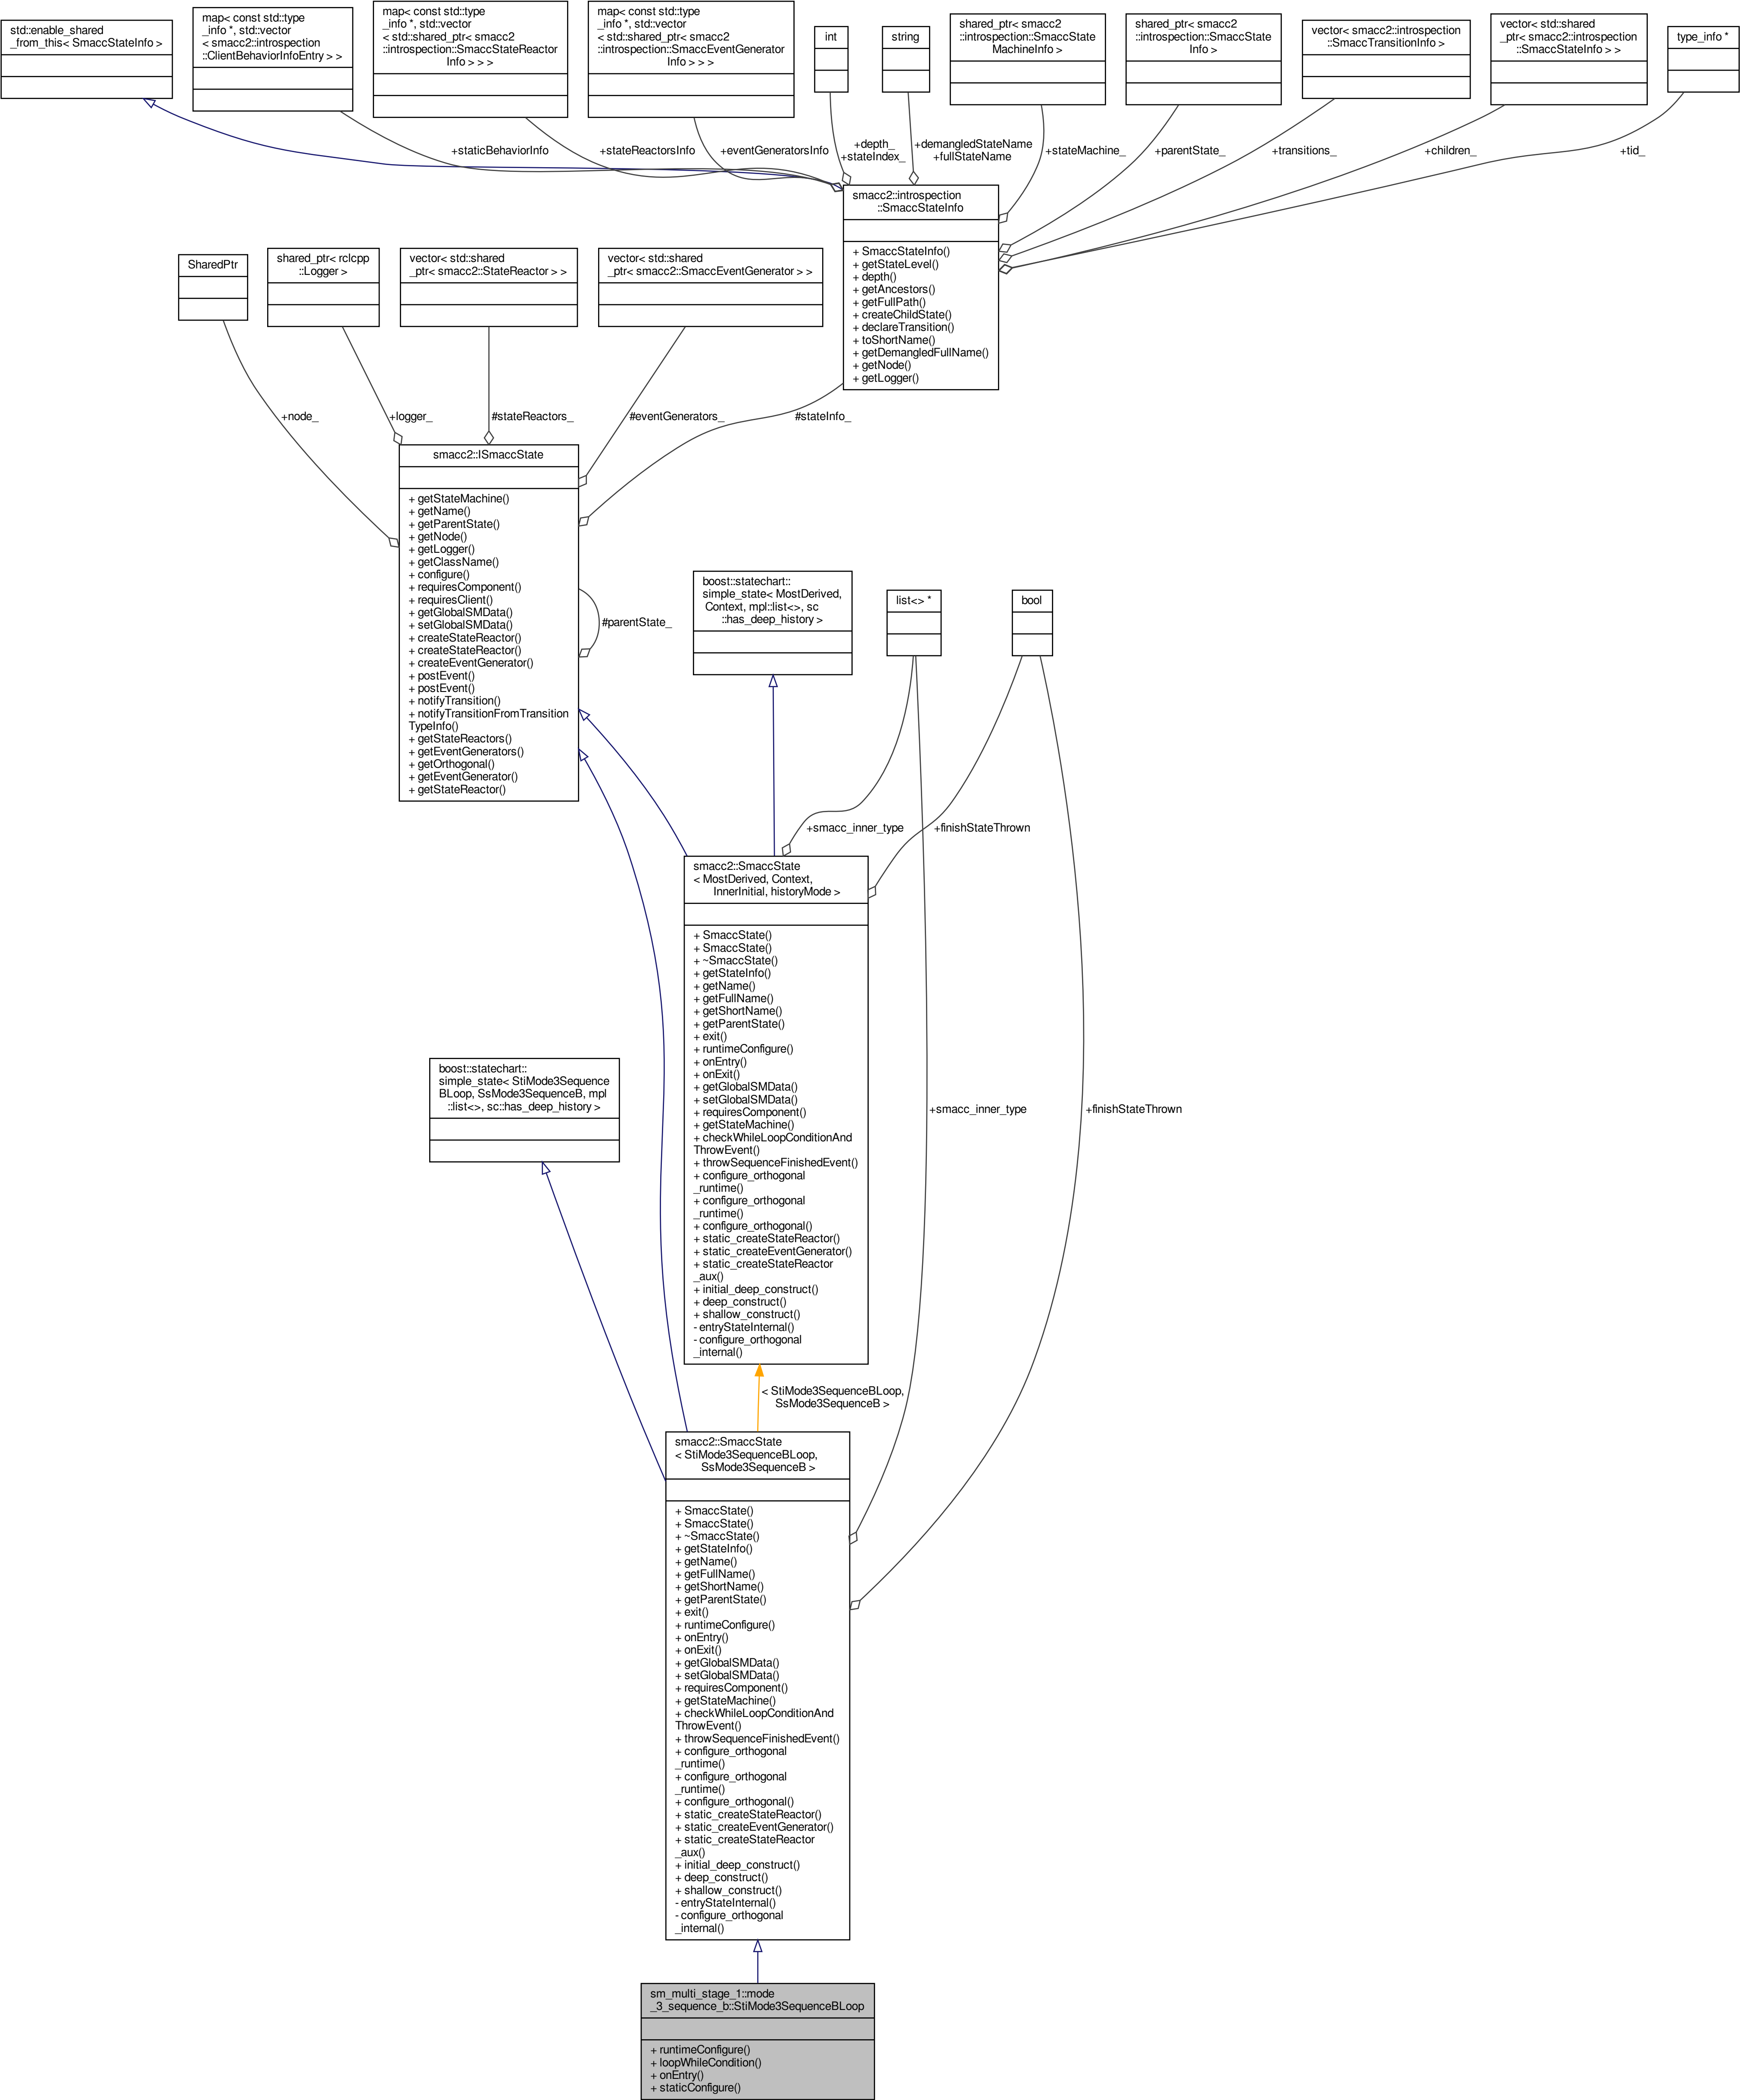 std::enable_shared
_from_this< SmaccStateInfo >
map< const std::type
_info *, std::vector
< smacc2::introspection
::ClientBehaviorInfoEntry > >
map< const std::type
_info *, std::vector
< std::shared_ptr< smacc2
::introspection::SmaccStateReactor
Info > > >
map< const std::type
_info *, std::vector
< std::shared_ptr< smacc2
::introspection::SmaccEventGenerator
Info > > >
int
string
shared_ptr< smacc2
::introspection::SmaccState
MachineInfo >
shared_ptr< smacc2
::introspection::SmaccState
Info >
vector< smacc2::introspection
::SmaccTransitionInfo >
vector< std::shared
_ptr< smacc2::introspection
::SmaccStateInfo > >
type_info *
+staticBehaviorInfo
+stateReactorsInfo
+eventGeneratorsInfo
+depth_
+stateIndex_
+demangledStateName
+fullStateName
+stateMachine_
+parentState_
+transitions_
+children_
+tid_
smacc2::introspection
::SmaccStateInfo
+ SmaccStateInfo()
+ getStateLevel()
+ depth()
+ getAncestors()
+ getFullPath()
+ createChildState()
+ declareTransition()
+ toShortName()
+ getDemangledFullName()
+ getNode()
+ getLogger()
SharedPtr
shared_ptr< rclcpp
::Logger >
vector< std::shared
_ptr< smacc2::StateReactor > >
vector< std::shared
_ptr< smacc2::SmaccEventGenerator > >
+node_
+logger_
#stateReactors_
#eventGenerators_
#stateInfo_
smacc2::ISmaccState
+ getStateMachine()
+ getName()
+ getParentState()
+ getNode()
+ getLogger()
+ getClassName()
+ configure()
+ requiresComponent()
+ requiresClient()
+ getGlobalSMData()
+ setGlobalSMData()
+ createStateReactor()
+ createStateReactor()
+ createEventGenerator()
+ postEvent()
+ postEvent()
+ notifyTransition()
+ notifyTransitionFromTransition
TypeInfo()
+ getStateReactors()
+ getEventGenerators()
+ getOrthogonal()
+ getEventGenerator()
+ getStateReactor()
#parentState_
boost::statechart::
simple_state< MostDerived,
Context, mpl::list<>, sc
::has_deep_history >
list<> *
bool
+smacc_inner_type
+finishStateThrown
smacc2::SmaccState
< MostDerived, Context,
InnerInitial, historyMode >
+ SmaccState()
+ SmaccState()
+ ~SmaccState()
+ getStateInfo()
+ getName()
+ getFullName()
+ getShortName()
+ getParentState()
+ exit()
+ runtimeConfigure()
+ onEntry()
+ onExit()
+ getGlobalSMData()
+ setGlobalSMData()
+ requiresComponent()
+ getStateMachine()
+ checkWhileLoopConditionAnd
ThrowEvent()
+ throwSequenceFinishedEvent()
+ configure_orthogonal
_runtime()
+ configure_orthogonal
_runtime()
+ configure_orthogonal()
+ static_createStateReactor()
+ static_createEventGenerator()
+ static_createStateReactor
_aux()
+ initial_deep_construct()
+ deep_construct()
+ shallow_construct()
- entryStateInternal()
- configure_orthogonal
_internal()
boost::statechart::
simple_state< StiMode3Sequence
BLoop, SsMode3SequenceB, mpl
::list<>, sc::has_deep_history >
+smacc_inner_type
+finishStateThrown
< StiMode3SequenceBLoop,
SsMode3SequenceB >
smacc2::SmaccState
< StiMode3SequenceBLoop,
SsMode3SequenceB >
+ SmaccState()
+ SmaccState()
+ ~SmaccState()
+ getStateInfo()
+ getName()
+ getFullName()
+ getShortName()
+ getParentState()
+ exit()
+ runtimeConfigure()
+ onEntry()
+ onExit()
+ getGlobalSMData()
+ setGlobalSMData()
+ requiresComponent()
+ getStateMachine()
+ checkWhileLoopConditionAnd
ThrowEvent()
+ throwSequenceFinishedEvent()
+ configure_orthogonal
_runtime()
+ configure_orthogonal
_runtime()
+ configure_orthogonal()
+ static_createStateReactor()
+ static_createEventGenerator()
+ static_createStateReactor
_aux()
+ initial_deep_construct()
+ deep_construct()
+ shallow_construct()
- entryStateInternal()
- configure_orthogonal
_internal()
sm_multi_stage_1::mode
_3_sequence_b::StiMode3SequenceBLoop
+ runtimeConfigure()
+ loopWhileCondition()
+ onEntry()
+ staticConfigure()